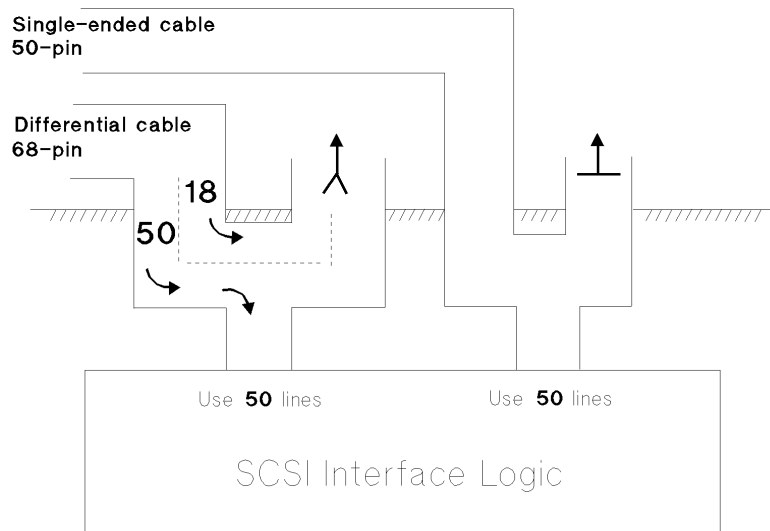 Single-ended cable
50-pin
Differential cable
68-pin
18
50
Use 50 lines
Use 50 lines
SCSI Interface Logic